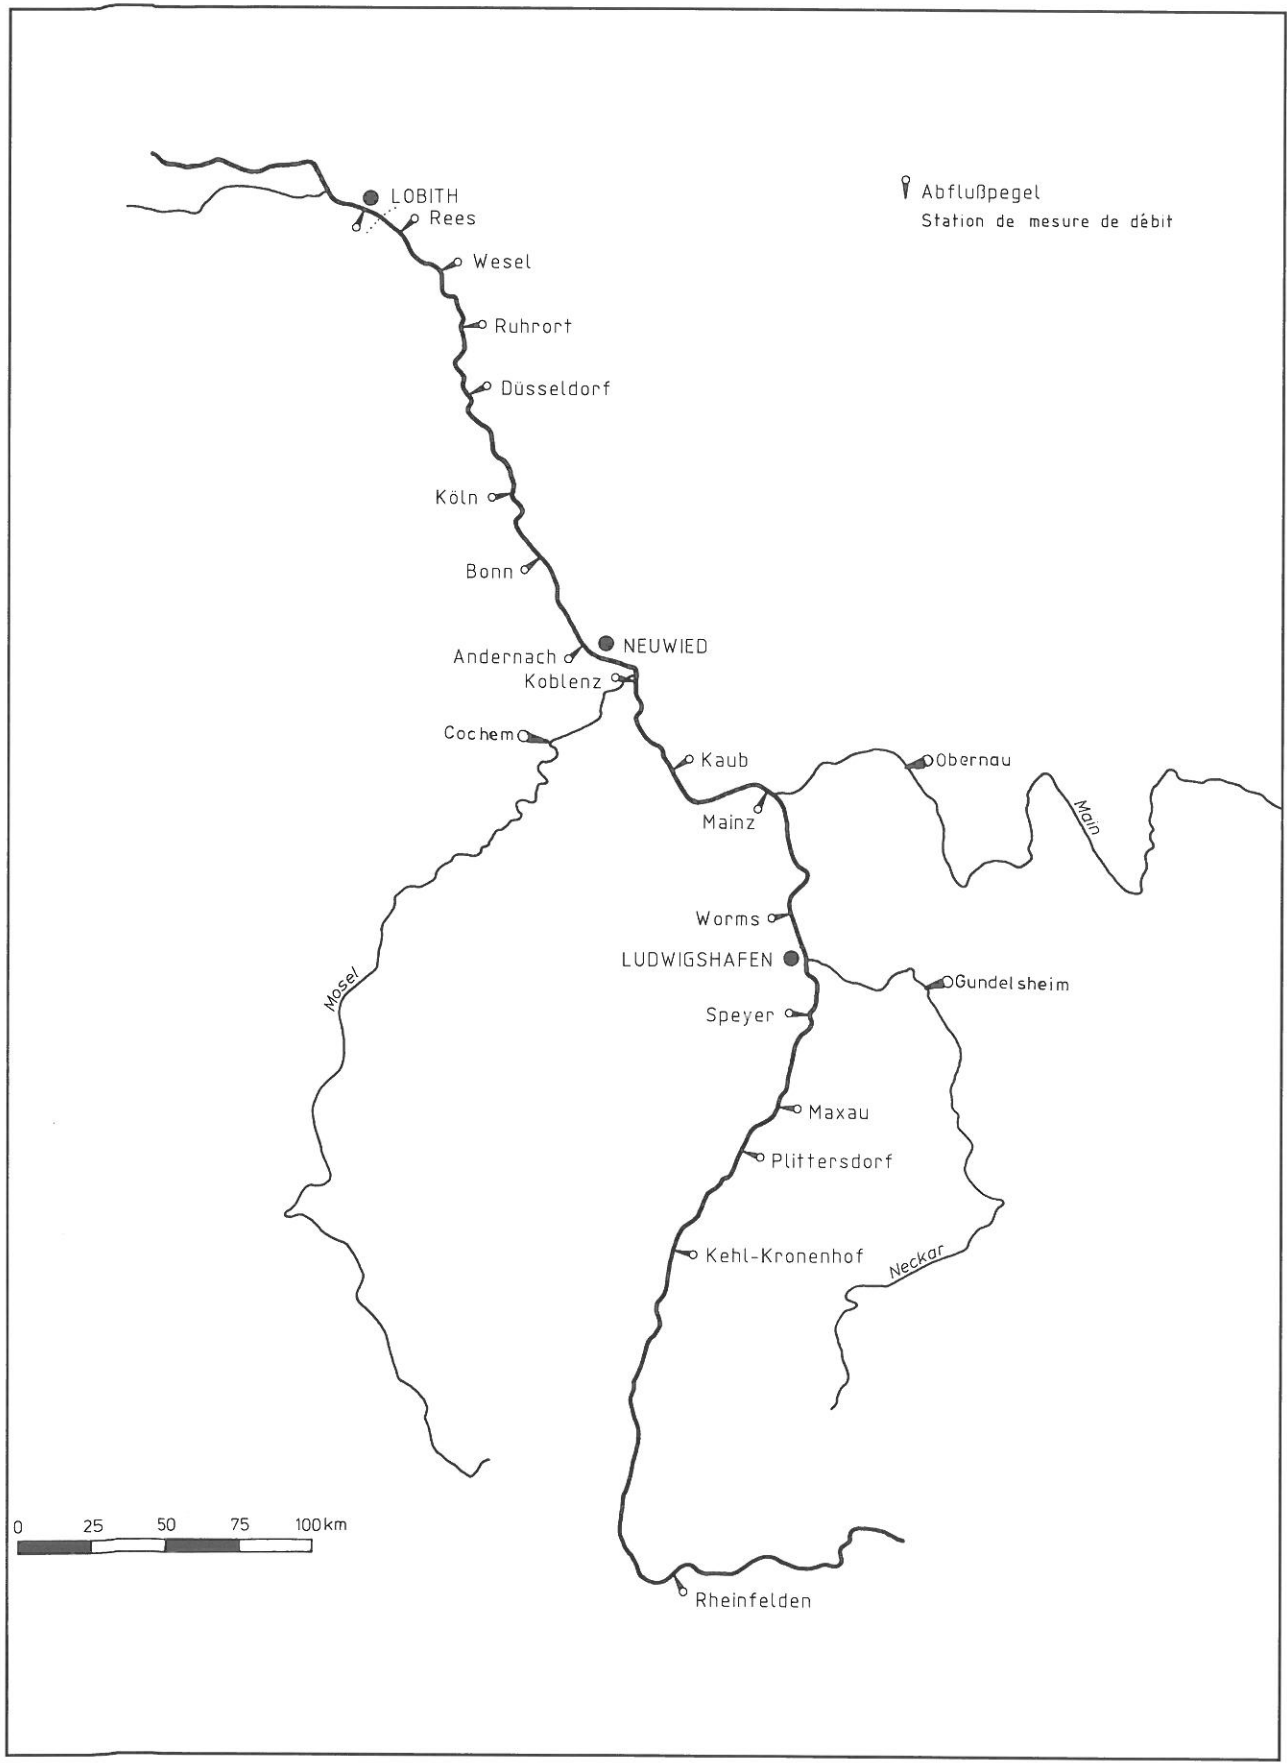 LOBITH
Abflußpegel
Rees
Station de mesure de débit
Wesel
Ruhrort
Düsseldorf
Köln
Bonn
NEUWIED
Andernach
Koblenz
Cochem
Kaub
Obernau
Main
Mainz
Worms
LUDWIGSHAFEN
Mosel
Gundelsheim
Speyer
Maxau
Plittersdorf
Kehl-Kronenhof
Neckar
0 25 50 75 100km
Rheinfelden